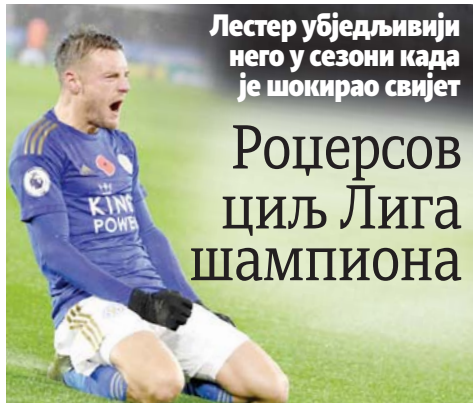 Лестер убједљивији
него у сезони када
је шокирао свијет
Роџерсов
циљ Лига
шампиона
KING
POWER